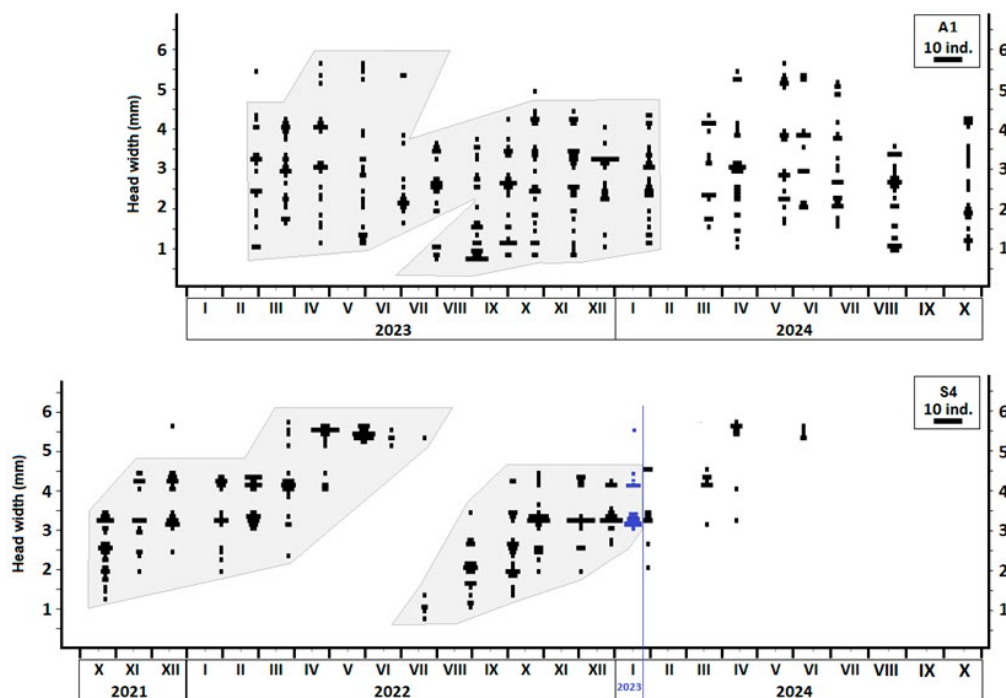 A1
10 ind.
Head width (mm)
6 6
5 5
4 4
3 3
2 2
1 1
I II III IV V VI VII VIII IX X XII I II III IV V VI VII VIII IX X
2023 2024
S4
10 ind.
Head width (mm)
6 6
5 5
4 4
3 3
2 2
1 1
X XI XII I II III IV V VI VII VIII IX X XI XII I II III IV V VI VII VIII IX X
2021 2022 2023 2024